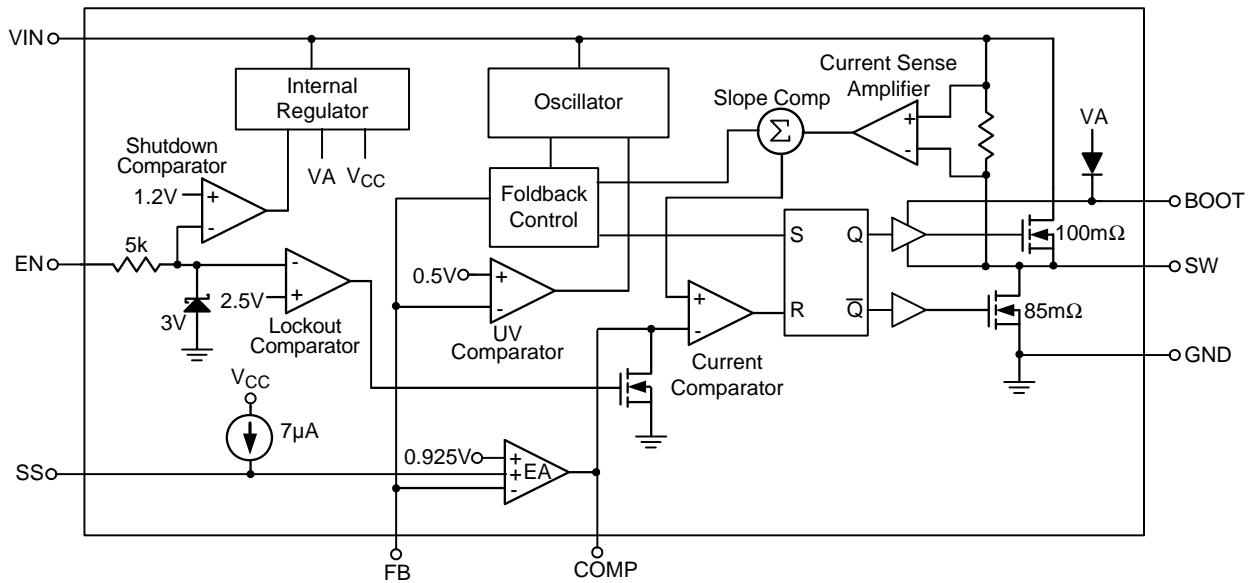 VIN
Internal
Regulator
Oscillator
Current Sense
Amplifier
Slope Comp
Σ
+
-
VA
Shutdown
Comparator
VA
VCC
1.2V
+
-
Foldback
Control
BOOT
5k
EN
S
Q
100mΩ
SW
-
2.5V
+
0.5V
+
-
3V
Lockout
Comparator
UV
Comparator
+
-
R
Q̅
85mΩ
Current
Comparator
GND
VCC
7μA
0.925V
+
+
-
EA
SS
FB
COMP